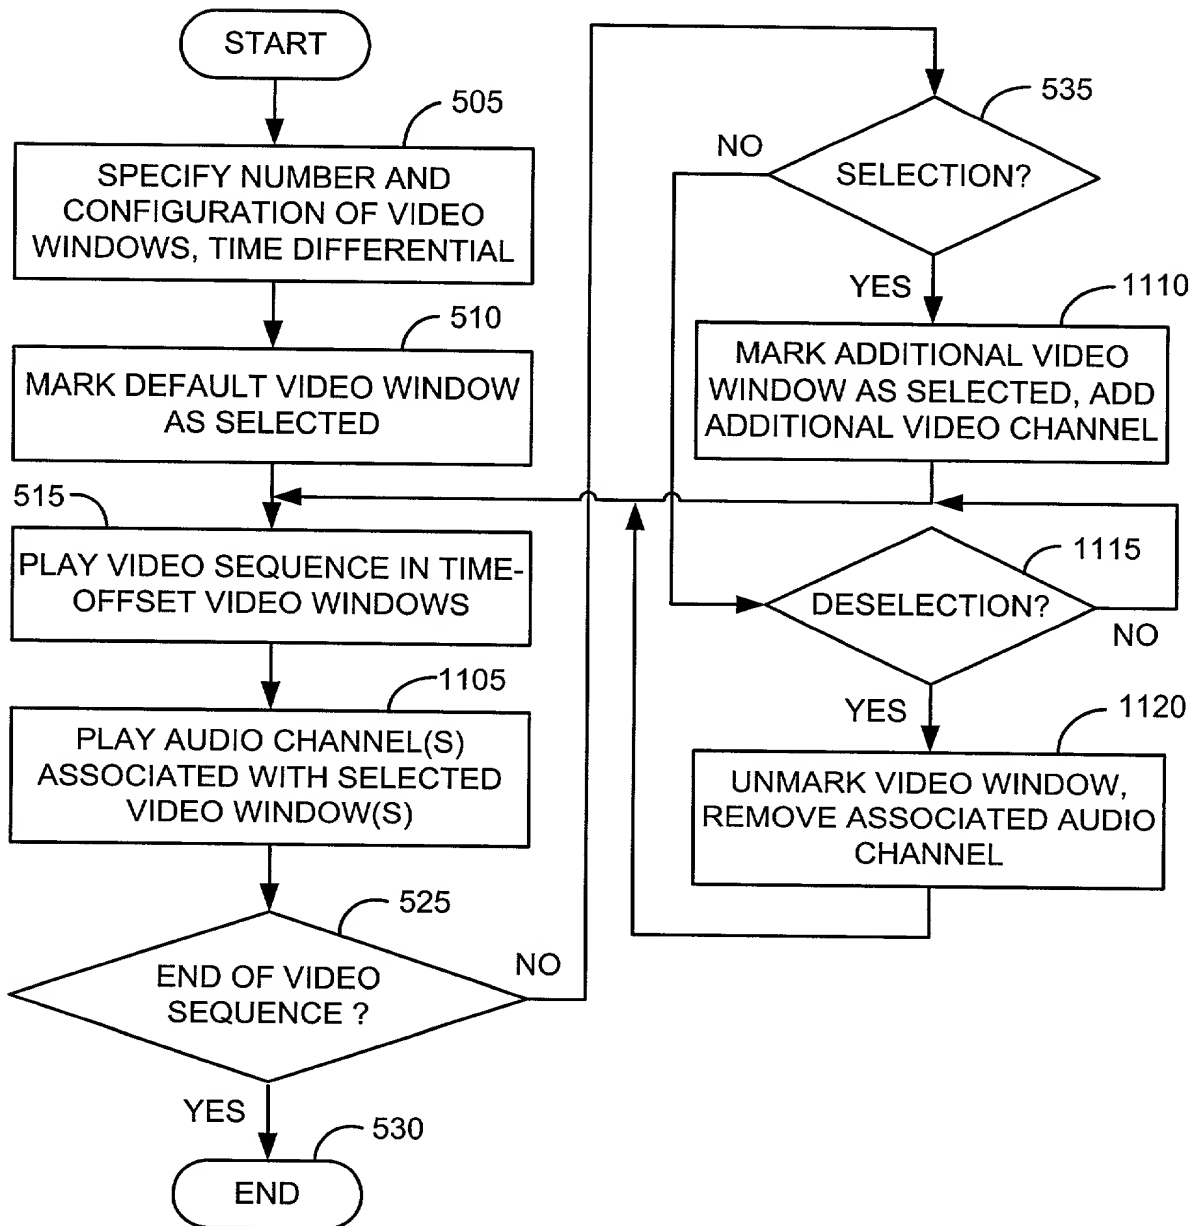 START
505
SPECIFY NUMBER AND
CONFIGURATION OF VIDEO
WINDOWS, TIME DIFFERENTIAL
510
MARK DEFAULT VIDEO WINDOW
AS SELECTED
515
PLAY VIDEO SEQUENCE IN TIME-
OFFSET VIDEO WINDOWS
1105
PLAY AUDIO CHANNEL(S)
ASSOCIATED WITH SELECTED
VIDEO WINDOW(S)
525
END OF VIDEO
SEQUENCE ?
NO
YES
530
END
535
SELECTION?
NO
YES
1110
MARK ADDITIONAL VIDEO
WINDOW AS SELECTED, ADD
ADDITIONAL VIDEO CHANNEL
1115
DESELECTION?
NO
YES
1120
UNMARK VIDEO WINDOW,
REMOVE ASSOCIATED AUDIO
CHANNEL